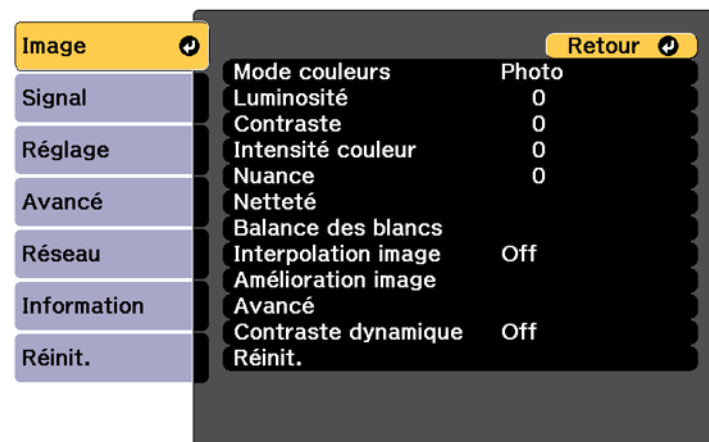 Image
Signal
Réglage
Avancé
Réseau
Information
Réinit.
Retour
Mode couleurs Photo
Luminosité 0
Contraste 0
Intensité couleur 0
Nuance 0
Netteté
Balance des blancs
Interpolation image Off
Amélioration image
Avancé
Contraste dynamique Off
Réinit.